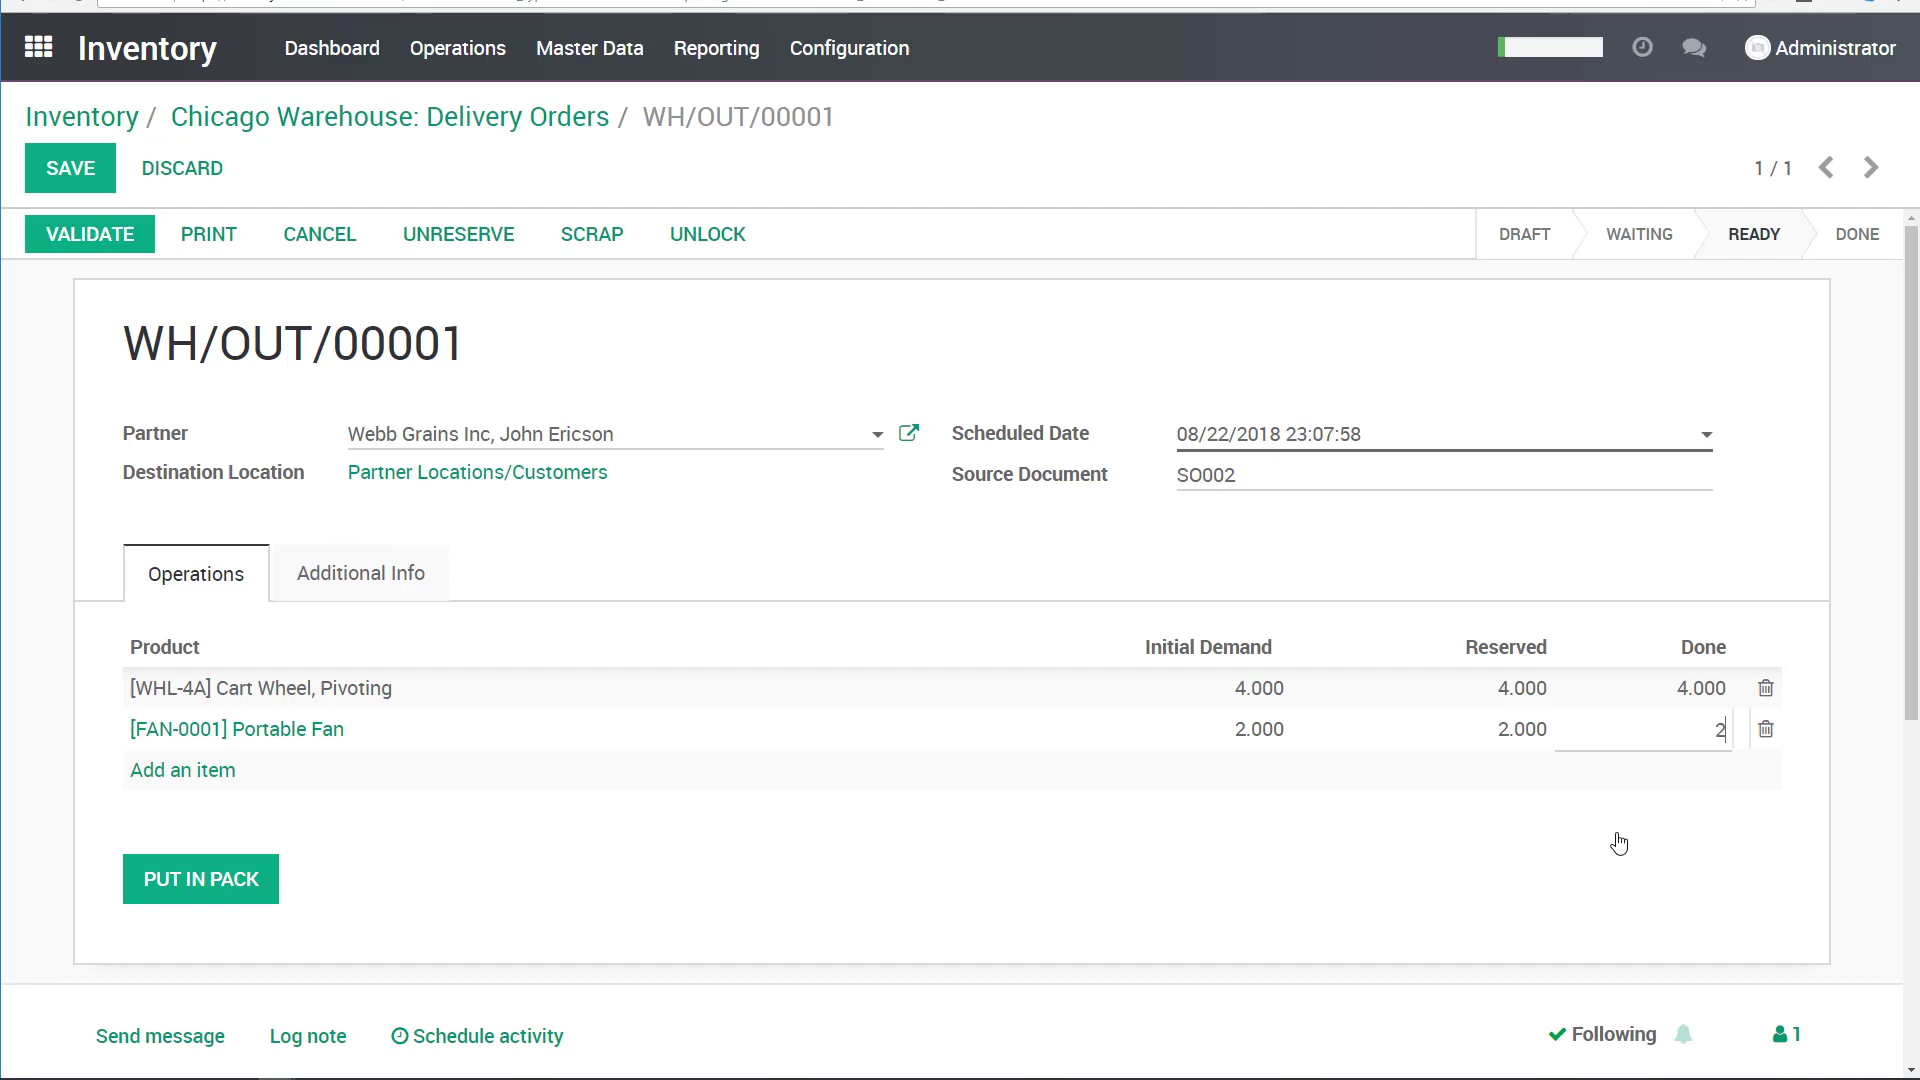 Inventory Dashboard Operations Master Data Reporting Configuration Administrator
Inventory / Chicago Warehouse: Delivery Orders / WH/OUT/00001
SAVE DISCARD 1 / 1
VALIDATE PRINT CANCEL UNRESERVE SCRAP UNLOCK DRAFT WAITING READY DONE
WH/OUT/00001
Partner Webb Grains Inc, John Ericson Scheduled Date 08/22/2018 23:07:58
Destination Location Partner Locations/Customers Source Document SO002
Operations Additional Info
Product Initial Demand Reserved Done
[WHL-4A] Cart Wheel, Pivoting 4.000 4.000 4.000
[FAN-0001] Portable Fan 2.000 2.000 2
Add an item
PUT IN PACK
Send message Log note Schedule activity Following 1